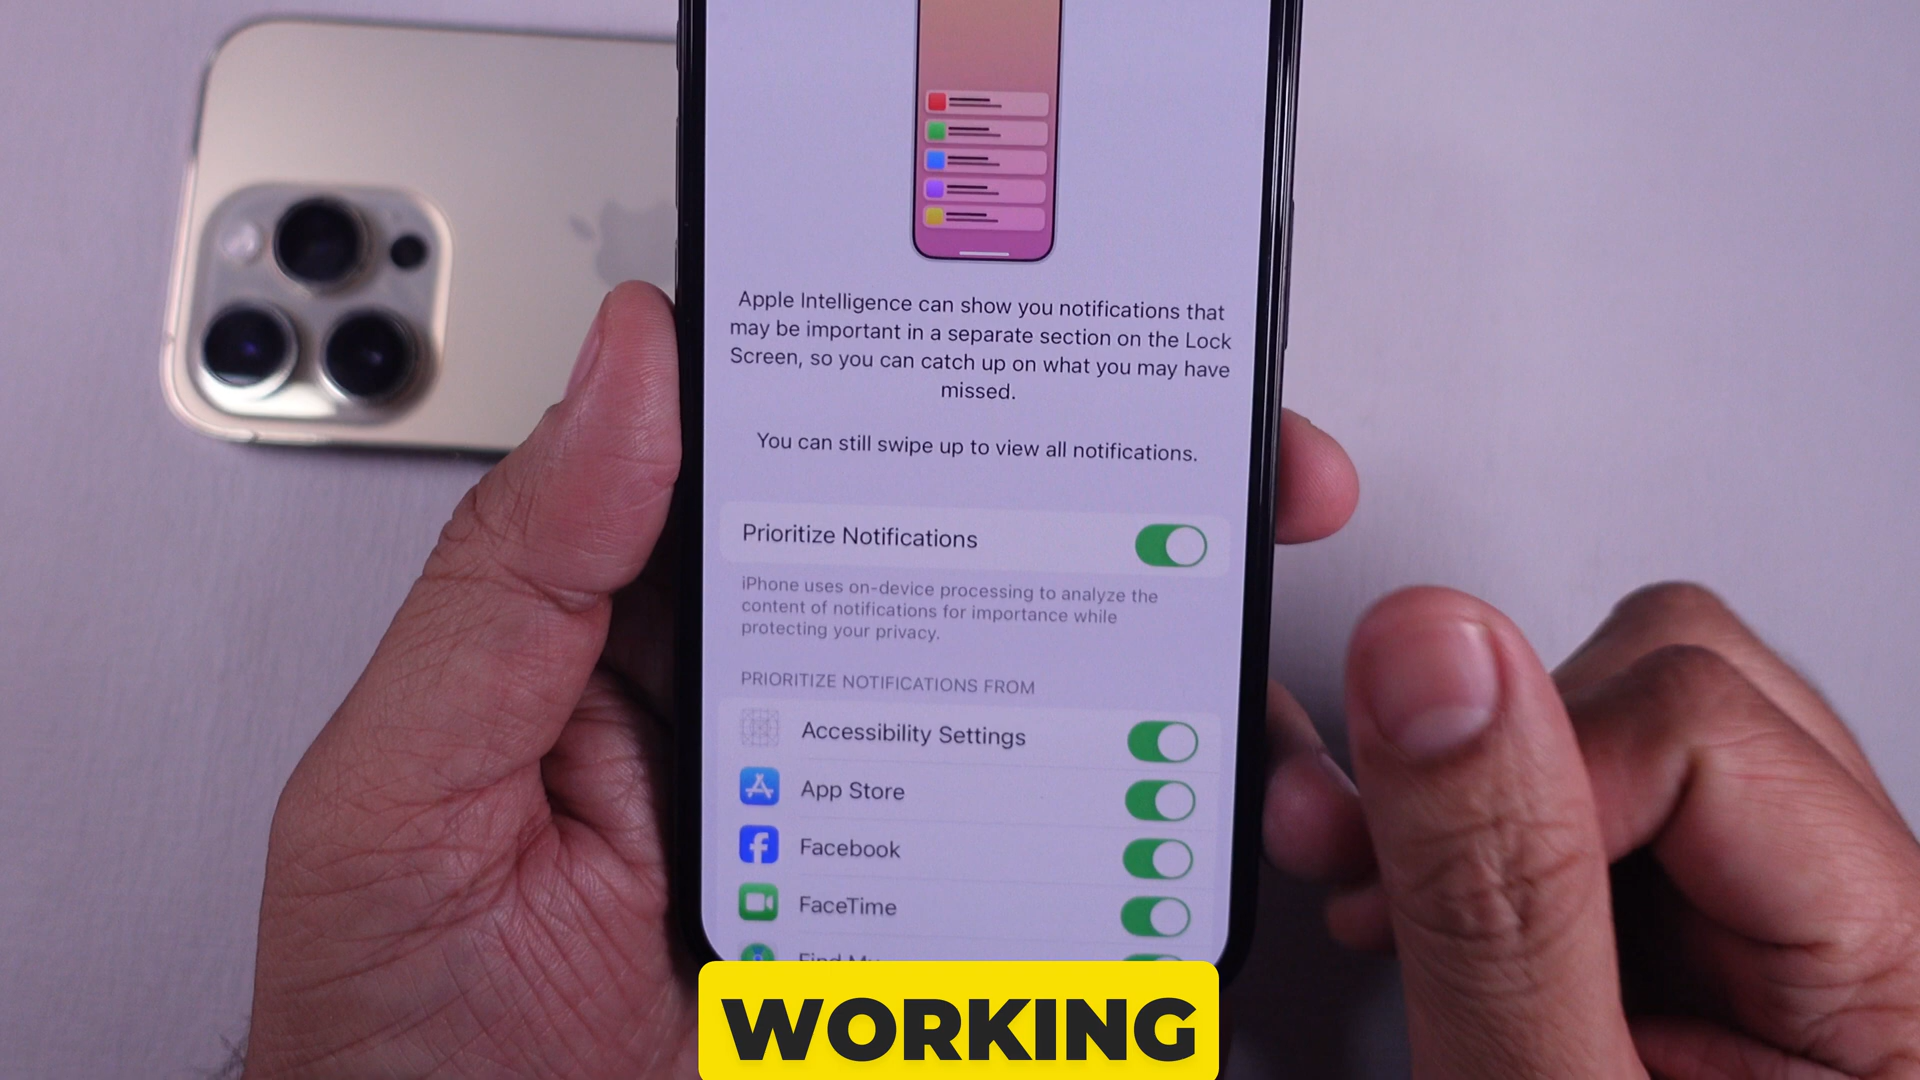 Apple Intelligence can show you notifications that
may be important in a separate section on the Lock
Screen, so you can catch up on what you may have
missed.
You can still swipe up to view all notifications.
Prioritize Notifications
iPhone uses on-device processing to analyze the
content of notifications for importance while
protecting your privacy.
PRIORITIZE NOTIFICATIONS FROM
Accessibility Settings
App Store
Facebook
FaceTime
Find My
WORKING